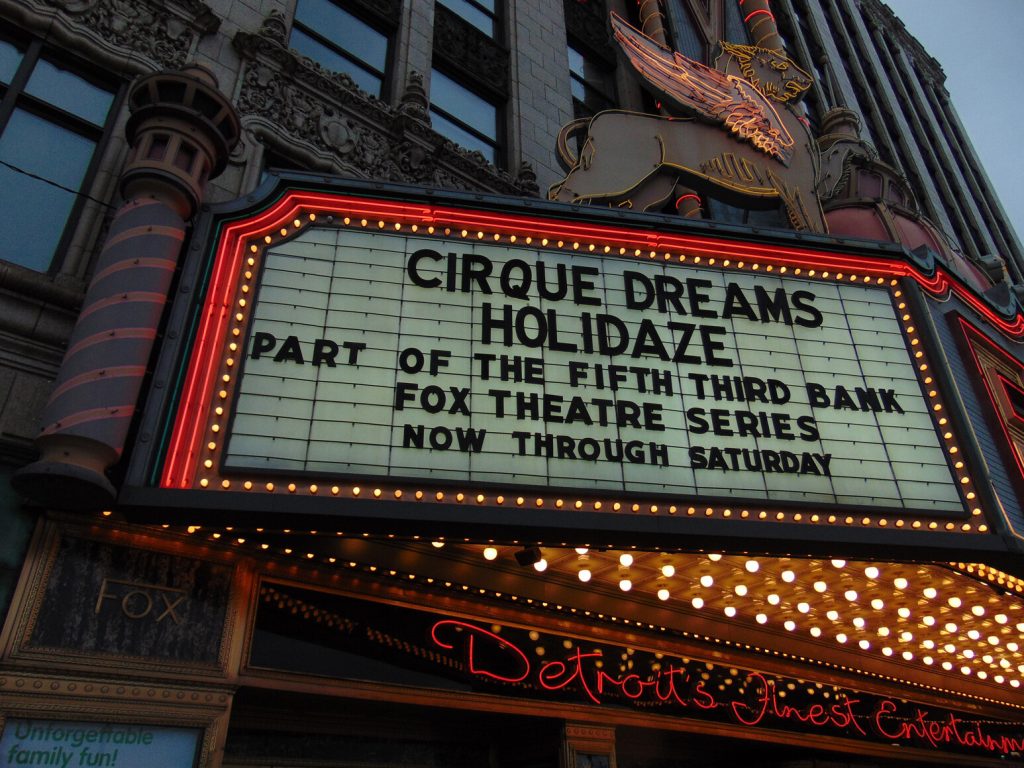 CIRQUE DREAMS
HOLIDAZE
PART OF THE FIFTH THIRD BANK
FOX THEATRE SERIES
NOW THROUGH SATURDAY
FOX
Detroit's Finest Entertainm
Unforgettable
family fun!